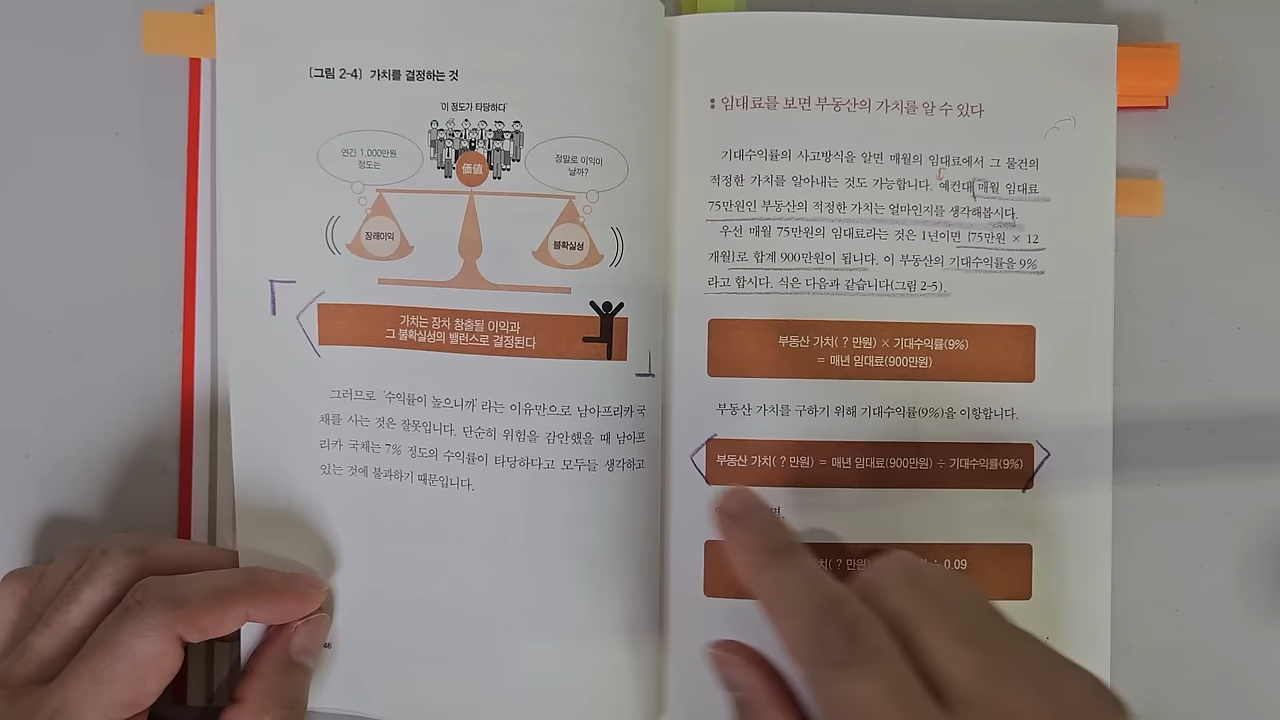 〔그림 2-4〕 가치를 결정하는 것
'이 정도가 타당하다'
연간 1,000만원
정도는
価値
정말로 이익이
날까?
장래이익
불확실성
가치는 장차 창출될 이익과
그 불확실성의 밸런스로 결정된다
그러므로 '수익률이 높으니까' 라는 이유만으로 남아프리카 국
채를 사는 것은 잘못입니다. 단순히 위험을 감안했을 때 남아프
리카 국채는 7% 정도의 수익률이 타당하다고 모두들 생각하고
있는 것에 불과하기 때문입니다.
46
임대료를 보면 부동산의 가치를 알 수 있다
기대수익률의 사고방식을 알면 매월의 임대료에서 그 물건의
적정한 가치를 알아내는 것도 가능합니다. 예컨대 매월 임대료
75만원인 부동산의 적정한 가치는 얼마인지를 생각해봅시다.
우선 매월 75만원의 임대료라는 것은 1년이면 {75만원 × 12
개월}로 합계 900만원이 됩니다. 이 부동산의 기대수익률을 9%
라고 합시다. 식은 다음과 같습니다(그림 2-5).
부동산 가치( ? 만원) × 기대수익률(9%)
= 매년 임대료(900만원)
부동산 가치를 구하기 위해 기대수익률(9%)을 이항합니다.
부동산 가치( ? 만원) = 매년 임대료(900만원) ÷ 기대수익률(9%)
면,
치( ? 만원) ÷ 0.09